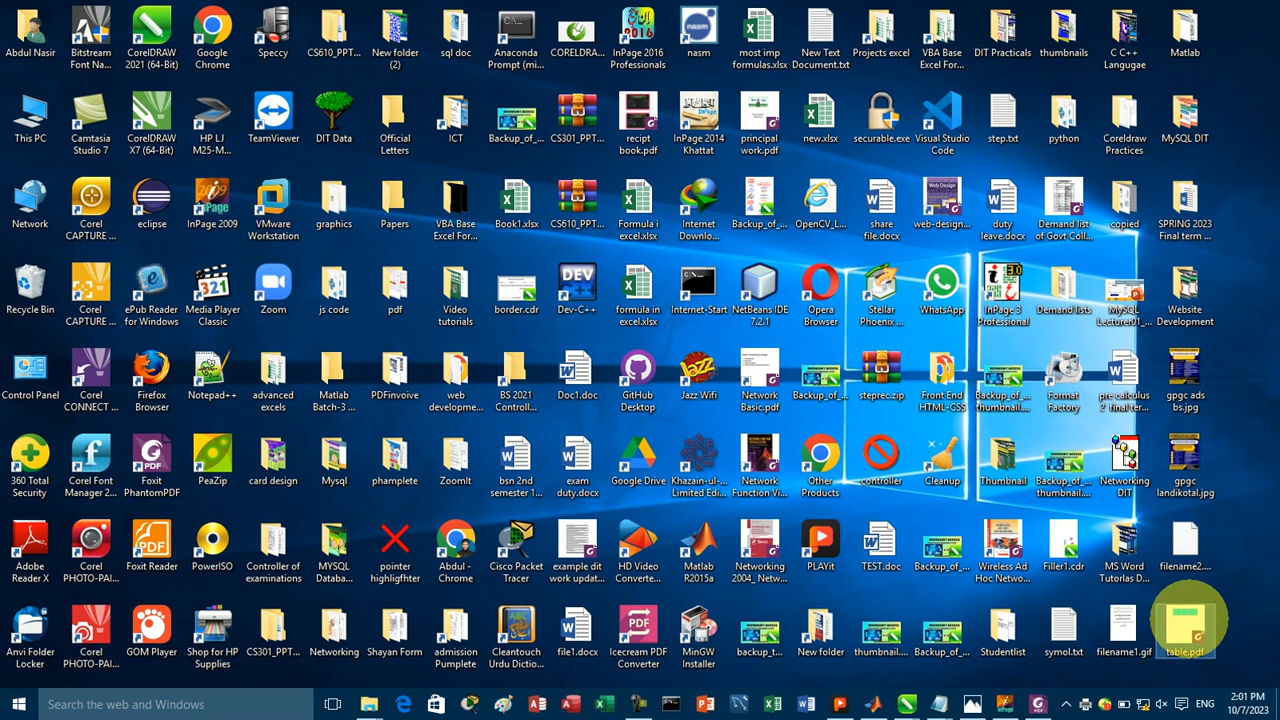 Abdul Nasir
Bitstream
Font Na...
CorelDRAW
2021 (64-Bit)
Google
Chrome
Speccy
CS610_PPT...
New folder
(2)
sql doc
Anaconda
Prompt (mi...
CORELDRA...
InPage 2016
Professionals
nasm
most imp
formulas.xlsx
New Text
Document.txt
Projects excel
VBA Base
Excel For...
DIT Practicals
thumbnails
C C++
Langugae
Matlab
This PC
Camtasia
Studio 7
CorelDRAW
X7 (64-Bit)
HP LJ
M25-M...
TeamViewer
DIT Data
Official
Letters
ICT
Backup_of_...
CS301_PPT...
recipt
book.pdf
InPage 2014
Khattat
principal
work.pdf
new.xlsx
securable.exe
Visual Studio
Code
step.txt
python
Coreldraw
Practices
MySQL DIT
Network
Corel
CAPTURE ...
eclipse
InPage 2009
VMware
Workstation
graphics
Papers
VBA Base
Excel For...
Book1.xlsx
CS610_PPT...
Formula i
excel.xlsx
Internet
Downlo...
Backup_of_...
OpenCV_L...
share
file.docx
web-design...
duty
leave.docx
Demand list
of Govt Coll...
copied
SPRING 2023
Final term ...
Recycle Bin
Corel
CAPTURE ...
ePub Reader
for Windows
Media Player
Classic
Zoom
js code
pdf
Video
tutorials
border.cdr
Dev-C++
formula in
excel.xlsx
Internet-Start
NetBeans IDE
7.2.1
Opera
Browser
Stellar
Phoenix ...
WhatsApp
InPage 3
Professional
Demand lists
MySQL
Lecturer01_...
Website
Development
Control Panel
Corel
CONNECT ...
Firefox
Browser
Notepad++
advanced
excels
Matlab
Batch-3 ...
PDFinvoive
web
developme...
BS 2021
Controll...
Doc1.doc
GitHub
Desktop
Jazz Wifi
Network
Basic.pdf
Backup_of_...
steprec.zip
Front End
HTML-CSS
Backup_of_
thumbnail....
Format
Factory
pre calculus
2 final ter...
gpgc ads
bs.jpg
360 Total
Security
Corel Font
Manager 2...
Foxit
PhantomPDF
PeaZip
card design
Mysql
phamplete
ZoomIt
bsn 2nd
semester 1...
exam
duty.docx
Google Drive
Khazain-ul-...
Limited Edi...
Network
Function Vi...
Other
Products
controller
Cleanup
Thumbnail
Backup_of_
thumbnail....
Networking
DIT
gpgc
landikotal.jpg
Adobe
Reader X
Corel
PHOTO-PAI...
Foxit Reader
PowerISO
Controller of
examinations
MYSQL
Databa...
pointer
highligfhter
Abdul -
Chrome
Cisco Packet
Tracer
example dit
work updat...
HD Video
Converte...
Matlab
R2015a
Networking
2004_ Netw...
PLAYit
TEST.doc
Backup_of_...
Wireless Ad
Hoc Netwo...
Filler1.cdr
MS Word
Tutorlas D...
filename2....
Anvi Folder
Locker
Corel
PHOTO-PAI...
GOM Player
Shop for HP
Supplies
CS301_PPT...
Networking
Shayan Form
admission
Pumplete
Cleantouch
Urdu Dictio...
file1.docx
Icecream PDF
Converter
MinGW
Installer
backup_t...
New folder
thumbnail....
Backup_of_...
Studentlist
symol.txt
filename1.gif
table.pdf
Search the web and Windows
ENG
2:01 PM
10/7/2023